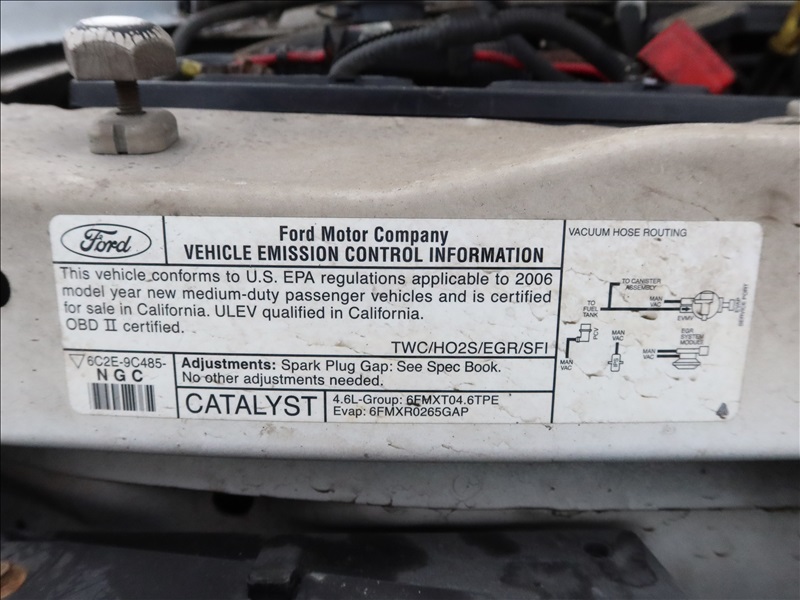 Ford
Ford Motor Company
VEHICLE EMISSION CONTROL INFORMATION
This vehicle conforms to U.S. EPA regulations applicable to 2006
model year new medium-duty passenger vehicles and is certified
for sale in California. ULEV qualified in California.
OBD II certified.
TWC/HO2S/EGR/SFI
6C2E-9C485-
NGC
Adjustments: Spark Plug Gap: See Spec Book.
No other adjustments needed.
CATALYST
4.6L-Group: 6FMXT04.6TPE
Evap: 6FMXR0265GAP
VACUUM HOSE ROUTING
TO CANISTER
ASSEMBLY
TO
FUEL
TANK
MAN
VAC
EVMV
SERVICE PORT
PCV
MAN
VAC
MAN
VAC
MAN
VAC
EGR
SYSTEM
MODULE